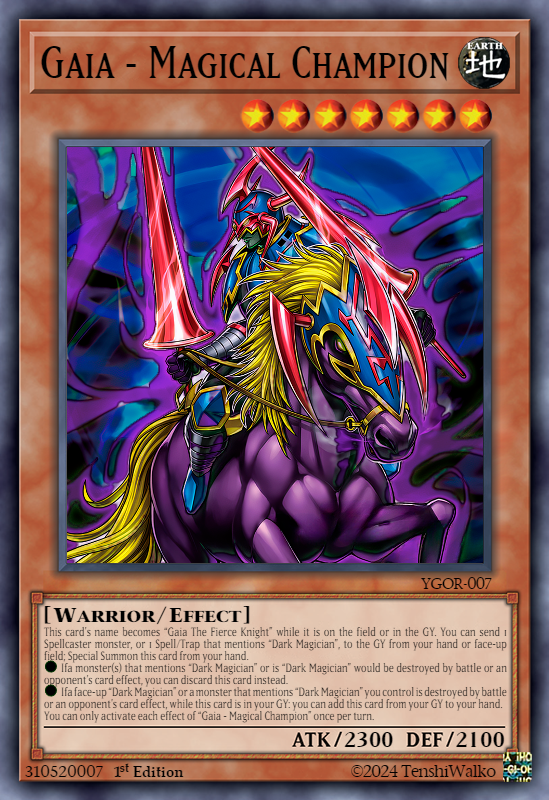 Gaia - Magical Champion
EARTH
地
YGOR-007
[Warrior/Effect]
This card's name becomes "Gaia The Fierce Knight" while it is on the field or in the GY. You can send 1
Spellcaster monster, or 1 Spell/Trap that mentions "Dark Magician", to the GY from your hand or face-up
field; Special Summon this card from your hand.
● If a monster(s) that mentions "Dark Magician" or is "Dark Magician" would be destroyed by battle or an
opponent's card effect, you can discard this card instead.
● If a face-up "Dark Magician" or a monster that mentions "Dark Magician" you control is destroyed by battle
or an opponent's card effect, while this card is in your GY: you can add this card from your GY to your hand.
You can only activate each effect of "Gaia - Magical Champion" once per turn.
ATK/2300 DEF/2100
310520007 1st Edition ©2024 TenshiWalko